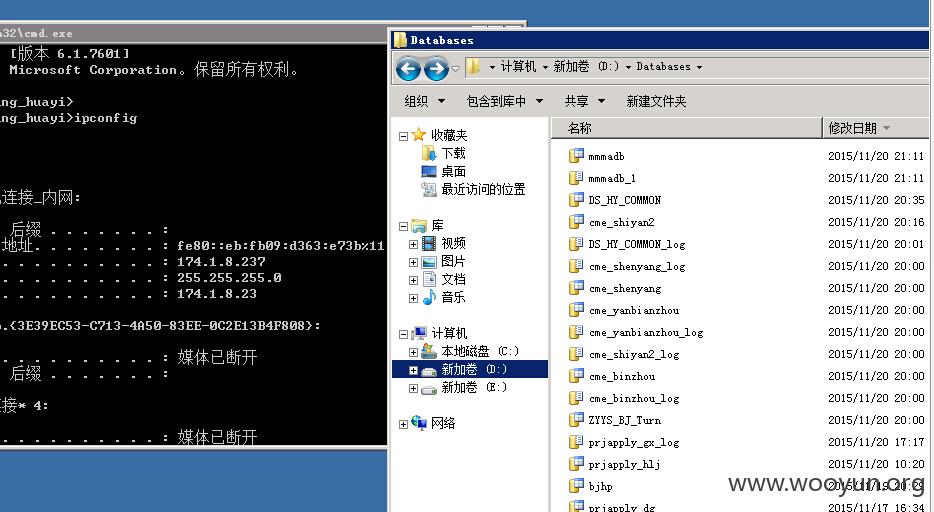 32\cmd.exe
[版本 6.1.7601]
Microsoft Corporation。保留所有权利。
ng_huayi>
ng_huayi>ipconfig
连接_内网:
后缀 . . . . . . . :
地址. . . . . . . . : fe80::eb:fb09:d363:e73b%11
. . . . . . . . . . : 174.1.8.237
. . . . . . . . . . : 255.255.255.0
. . . . . . . . . . : 174.1.8.23
.{3E39EC53-C713-4A50-83EE-0C2E13B4F808}:
. . . . . . . . . . : 媒体已断开
后缀 . . . . . . . :
连接* 4:
. . . . . . . . . . : 媒体已断开
Databases
计算机 新加卷 (D:) Databases
组织 包含到库中 共享 新建文件夹
收藏夹
下载
桌面
最近访问的位置
库
视频
图片
文档
音乐
计算机
本地磁盘 (C:)
新加卷 (D:)
新加卷 (E:)
网络
名称 修改日期
mmmadb 2015/11/20 21:11
mmmadb_1 2015/11/20 21:11
DS_HY_COMMON 2015/11/20 20:35
cme_shiyan2 2015/11/20 20:16
DS_HY_COMMON_log 2015/11/20 20:01
cme_shenyang_log 2015/11/20 20:00
cme_shenyang 2015/11/20 20:00
cme_yanbianzhou 2015/11/20 20:00
cme_yanbianzhou_log 2015/11/20 20:00
cme_shiyan2_log 2015/11/20 20:00
cme_binzhou 2015/11/20 20:00
cme_binzhou_log 2015/11/20 20:00
ZYYS_BJ_Turn 2015/11/20 20:00
prjapply_gx_log 2015/11/20 17:17
prjapply_hlj 2015/11/20 10:20
bjhp
prjapply_dg 2015/11/17 16:34
www.wooyun.org